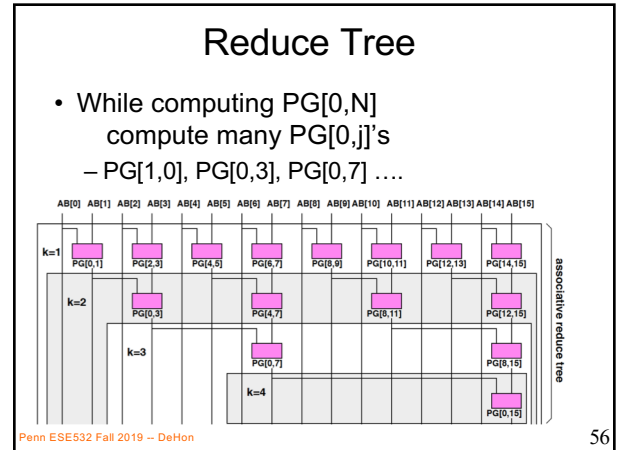 Reduce Tree
• While computing PG[0,N]
compute many PG[0,j]'s
– PG[1,0], PG[0,3], PG[0,7] ….
AB[0] AB[1] AB[2] AB[3] AB[4] AB[5] AB[6] AB[7] AB[8] AB[9] AB[10] AB[11] AB[12] AB[13] AB[14] AB[15]
k=1
PG[0,1] PG[2,3] PG[4,5] PG[6,7] PG[8,9] PG[10,11] PG[12,13] PG[14,15]
k=2
PG[0,3] PG[4,7] PG[8,11] PG[12,15]
k=3
PG[0,7] PG[8,15]
k=4
PG[0,15]
associative reduce tree
Penn ESE532 Fall 2019 -- DeHon
56